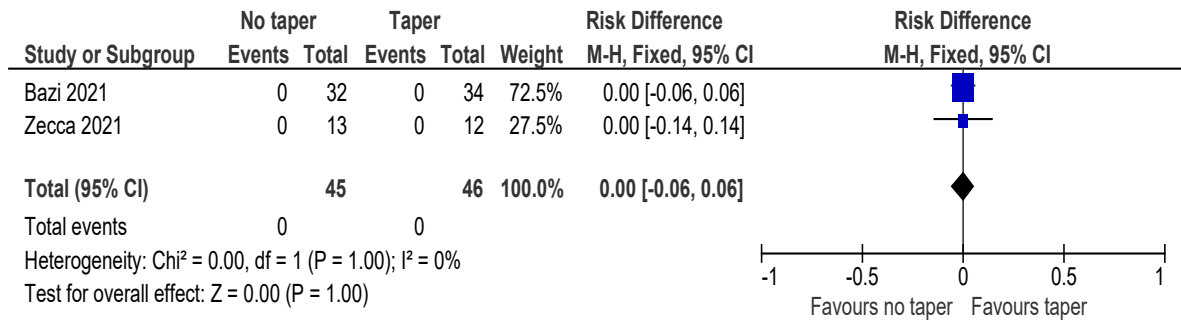 No taper Taper Risk Difference Risk Difference
Study or Subgroup Events Total Events Total Weight M-H, Fixed, 95% CI M-H, Fixed, 95% CI
Bazi 2021 0 32 0 34 72.5% 0.00 [-0.06, 0.06]
Zecca 2021 0 13 0 12 27.5% 0.00 [-0.14, 0.14]
Total (95% CI) 45 46 100.0% 0.00 [-0.06, 0.06]
Total events 0 0
Heterogeneity: Chi² = 0.00, df = 1 (P = 1.00); I² = 0%
Test for overall effect: Z = 0.00 (P = 1.00)
-1 -0.5 0 0.5 1
Favours no taper Favours taper